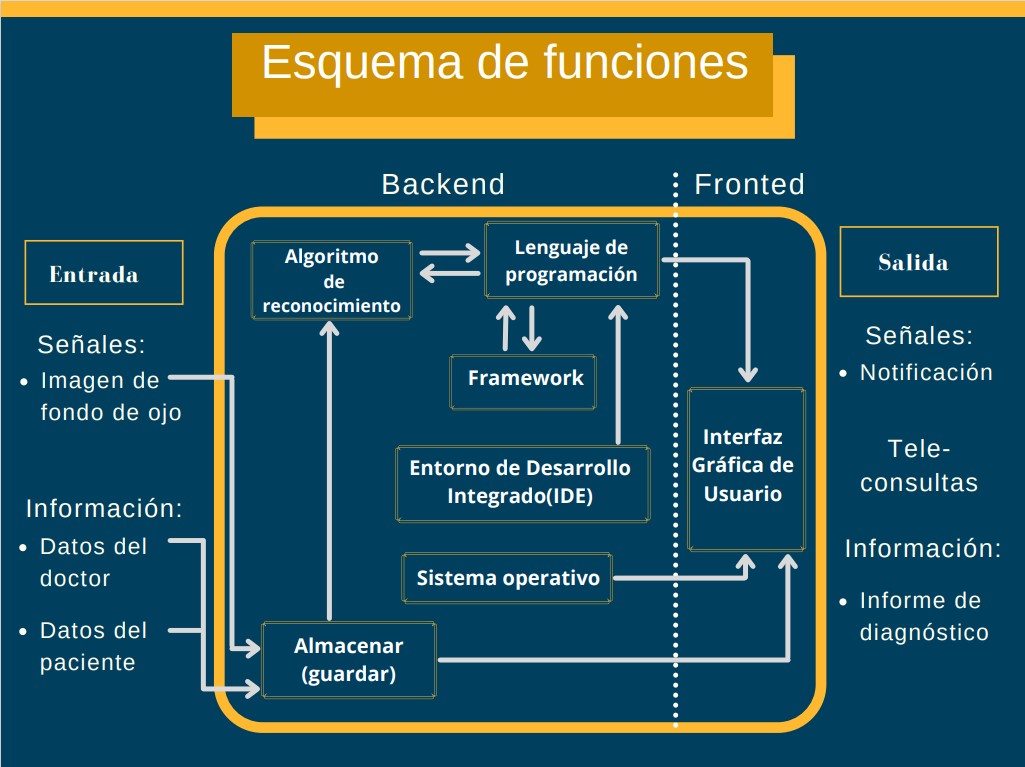 Esquema de funciones
Backend
Fronted
Entrada
Señales:
• Imagen de
fondo de ojo
Información:
• Datos del
doctor
• Datos del
paciente
Algoritmo
de
reconocimiento
Lenguaje de
programación
Framework
Entorno de Desarrollo
Integrado(IDE)
Sistema operativo
Almacenar
(guardar)
Interfaz
Gráfica de
Usuario
Salida
Señales:
• Notificación
Tele-
consultas
Información:
• Informe de
diagnóstico